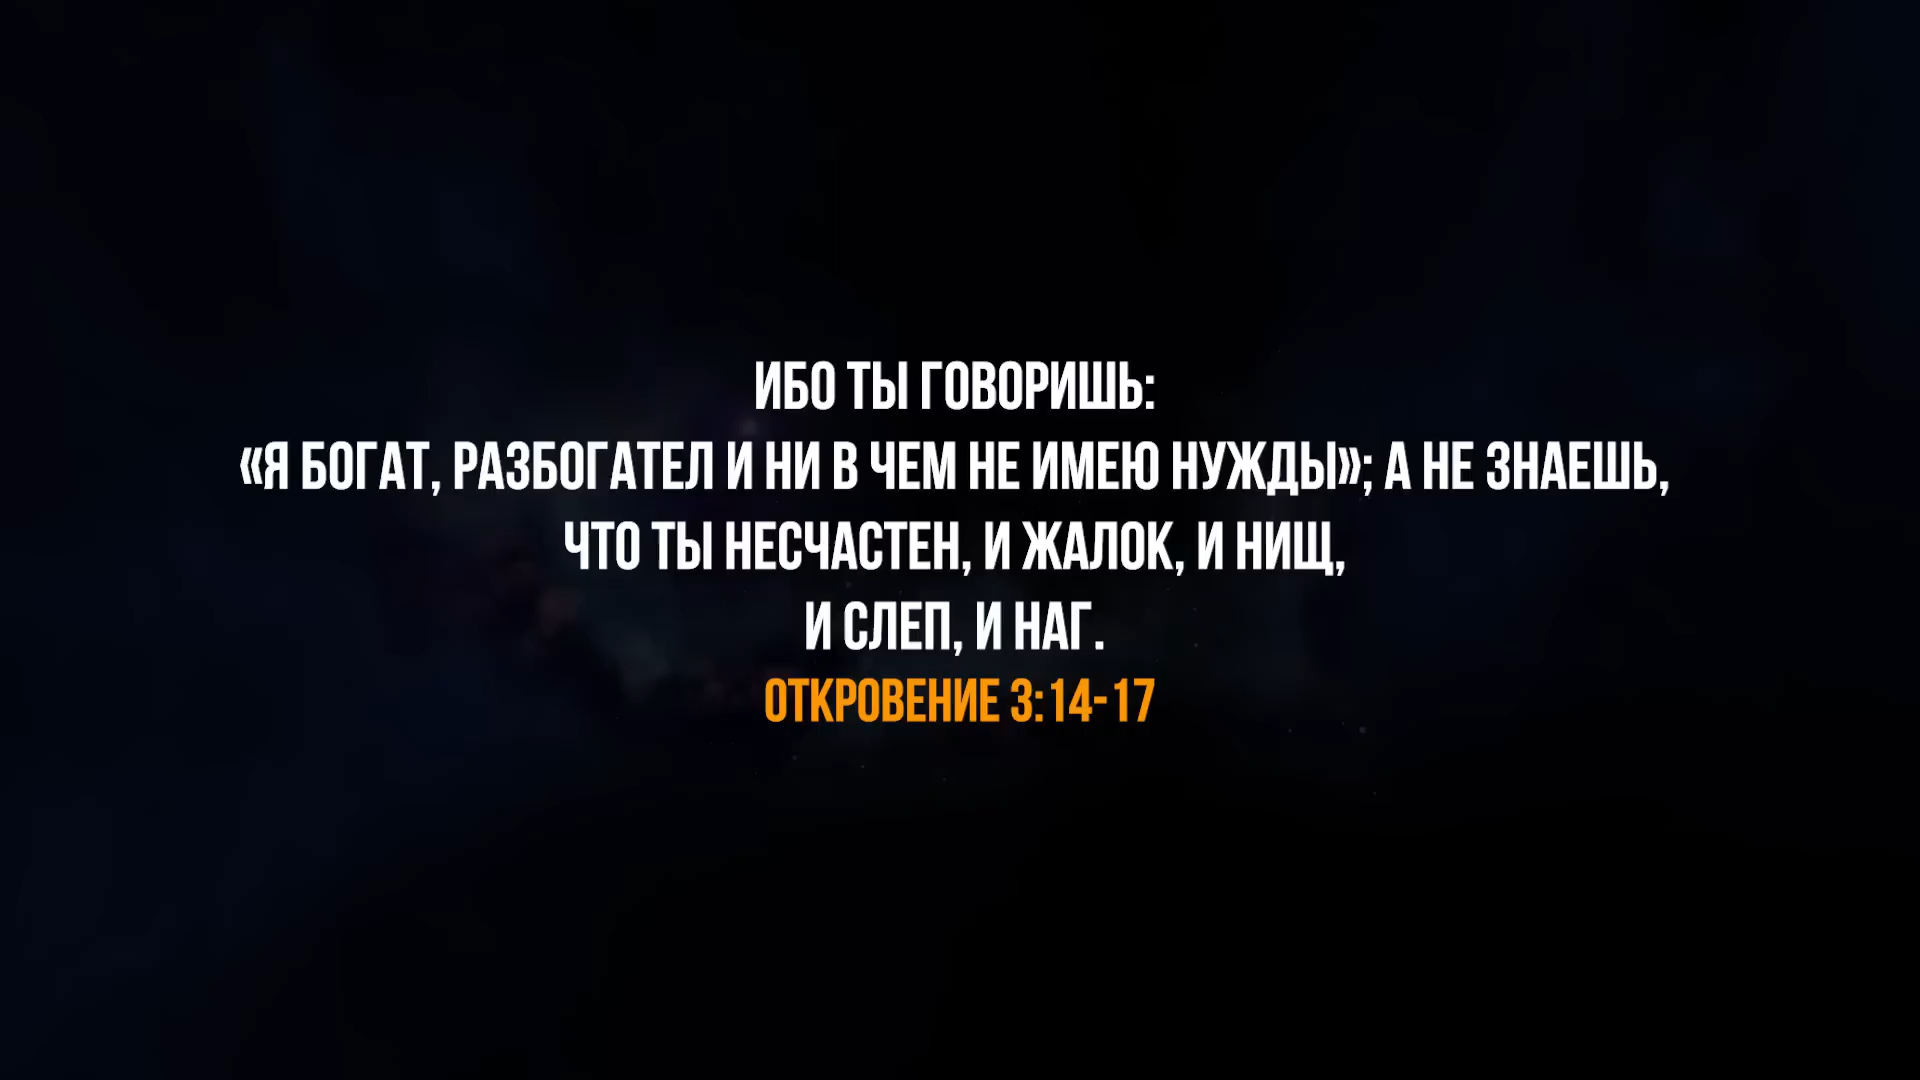 ИБО ТЫ ГОВОРИШЬ:
«Я БОГАТ, РАЗБОГАТЕЛ И НИ В ЧЕМ НЕ ИМЕЮ НУЖДЫ»; А НЕ ЗНАЕШЬ,
ЧТО ТЫ НЕСЧАСТЕН, И ЖАЛОК, И НИЩ,
И СЛЕП, И НАГ.
ОТКРОВЕНИЕ 3:14-17